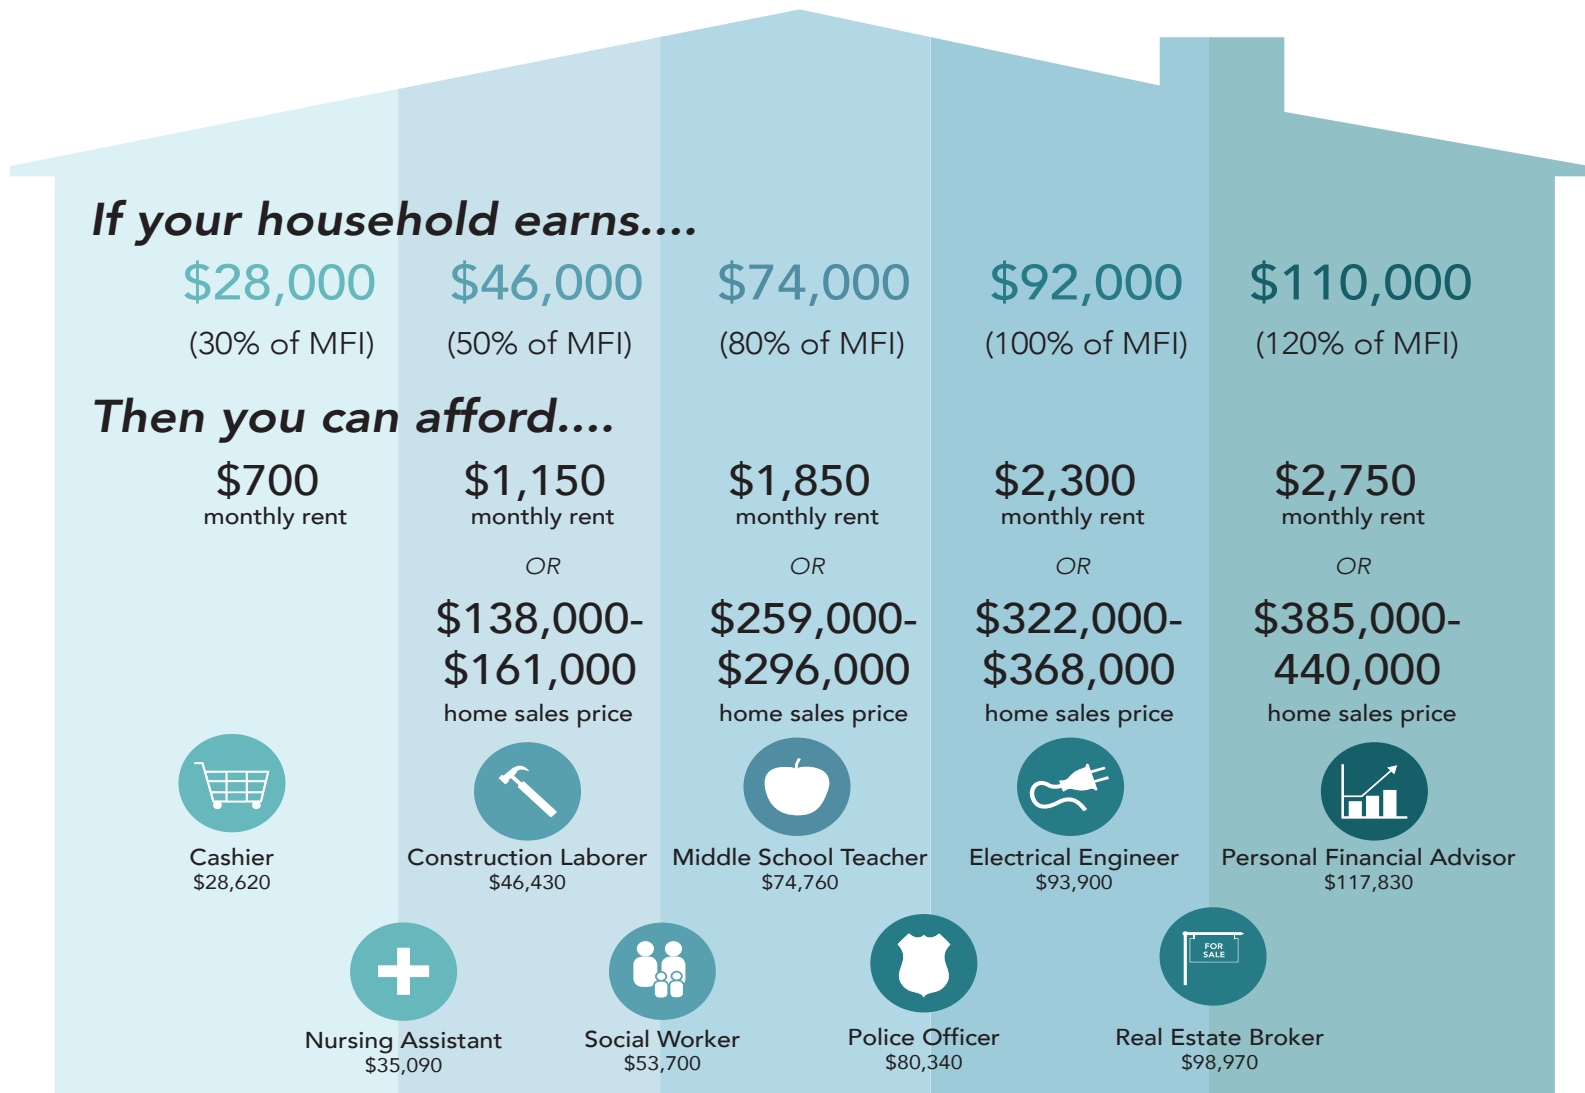 If your household earns....
$28,000 $46,000 $74,000 $92,000 $110,000
(30% of MFI) (50% of MFI) (80% of MFI) (100% of MFI) (120% of MFI)
Then you can afford....
$700 $1,150 $1,850 $2,300 $2,750
monthly rent monthly rent monthly rent monthly rent monthly rent
OR OR OR OR
$138,000- $259,000- $322,000- $385,000-
$161,000 $296,000 $368,000 440,000
home sales price home sales price home sales price home sales price
Cashier Construction Laborer Middle School Teacher Electrical Engineer Personal Financial Advisor
$28,620 $46,430 $74,760 $93,900 $117,830
FOR
SALE
Nursing Assistant Social Worker Police Officer Real Estate Broker
$35,090 $53,700 $80,340 $98,970